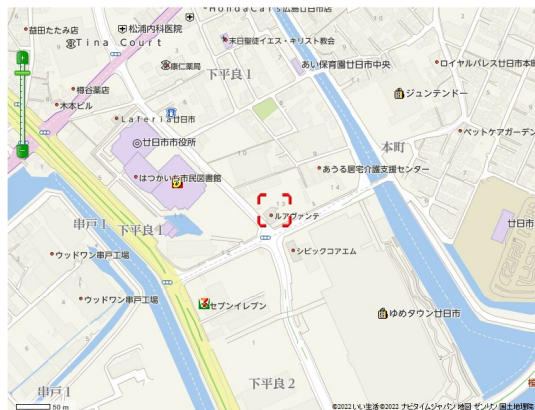 HondaCars広島廿日市店
松浦内科医院
益田たたみ店
Tina Court
末日聖徒イエス・キリスト教会
康仁薬局
あい保育園廿日市中央
ロイヤルパレス廿日市本町
下平良1
樽谷薬店
木本ビル
ジュンテンドー
Laferia廿日市
ペットケアガーデン
廿日市市役所
本町
あうる居宅介護支援センター
はつかいち市民図書館
13
14
ルアヴァンテ
串戸1
下平良1
廿日市
ウッドワン串戸工場
シビックコアエム
ウッドワン串戸工場
セブンイレブン
ゆめタウン廿日市
串戸1
下平良2
50 m
©2022 いい生活 ©2022 ナビタイムジャパン 地図 ゼンリン 国土地理院